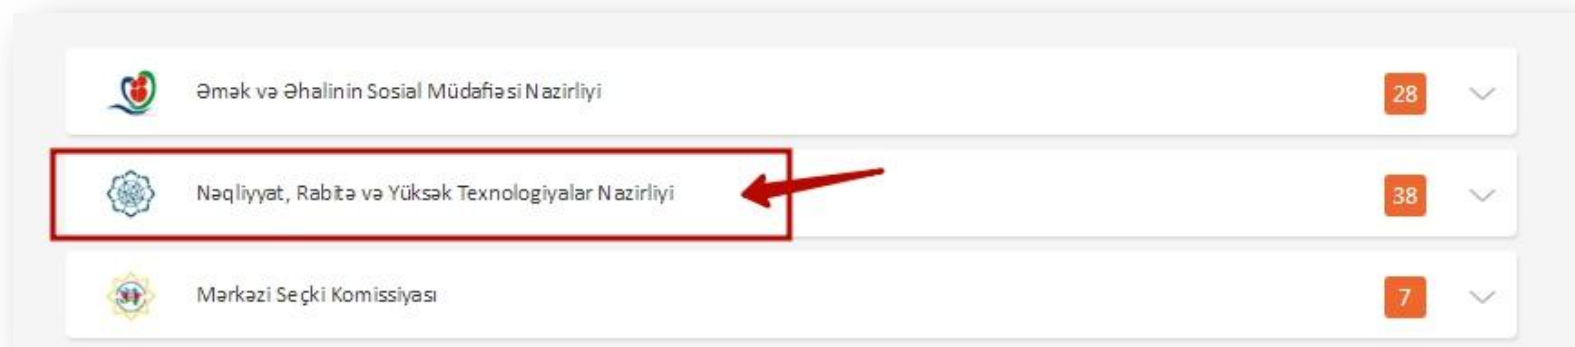 Əmək və Əhalinin Sosial Müdafiəsi Nazirliyi 28
Nəqliyyat, Rabitə və Yüksək Texnologiyalar Nazirliyi 38
Mərkəzi Seçki Komissiyası 7